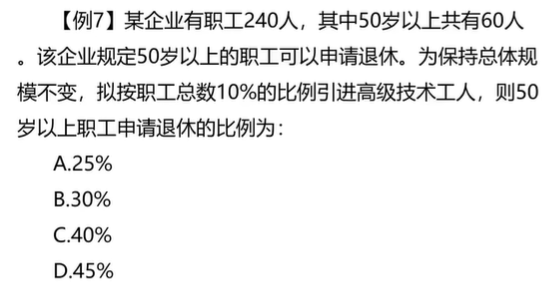 【例7】某企业有职工240人，其中50岁以上共有60人
。该企业规定50岁以上的职工可以申请退休。为保持总体规
模不变，拟按职工总数10%的比例引进高级技术工人，则50
岁以上职工申请退休的比例为：
A.25%
B.30%
C.40%
D.45%